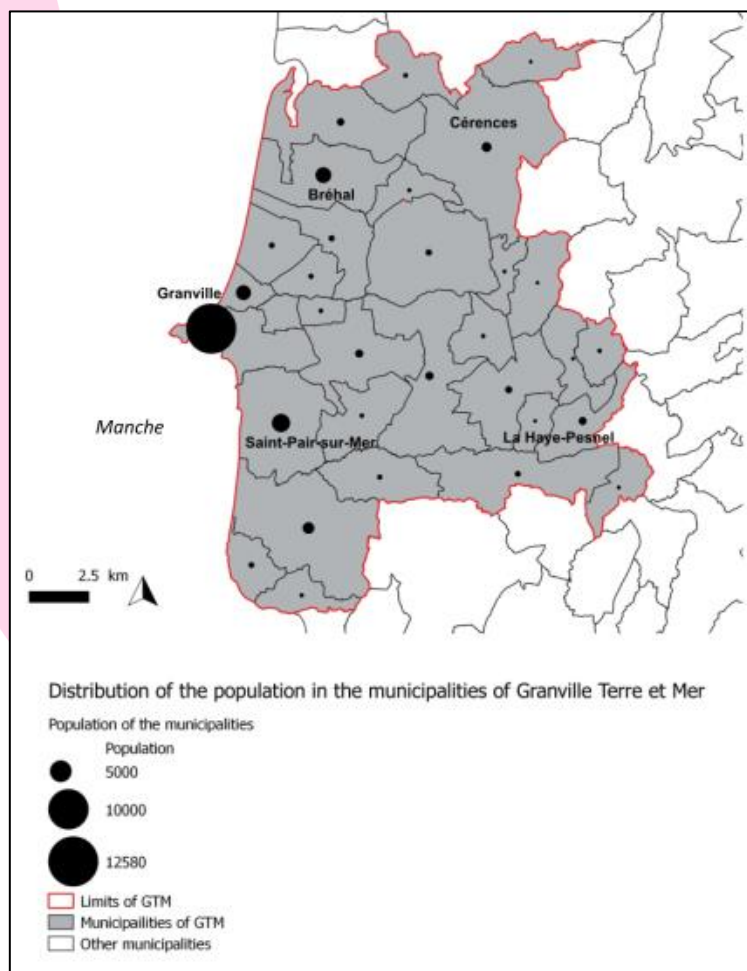 Cérences
Bréhal
Granville
Manche
Saint-Pair-sur-Mer
La Haye-Pesnel
0 2.5 km
Distribution of the population in the municipalities of Granville Terre et Mer
Population of the municipalities
Population
5000
10000
12580
Limits of GTM
Municipailities of GTM
Other municipalities